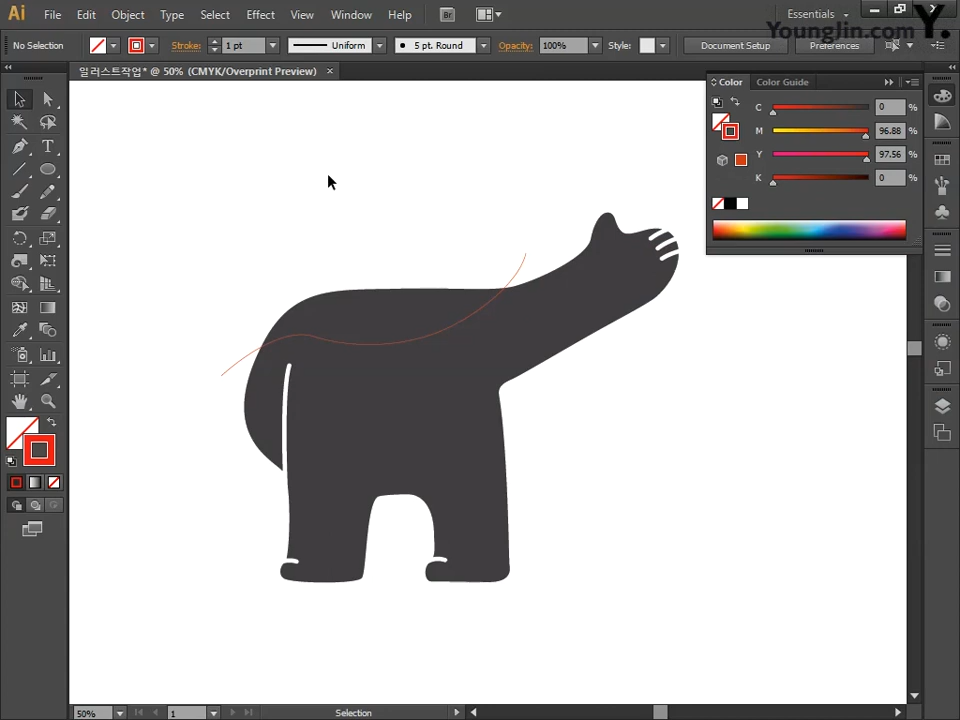 Ai File Edit Object Type Select Effect View Window Help Br Essentials
YoungJin.com Y.
No Selection Stroke: 1 pt Uniform 5 pt. Round Opacity: 100% Style: Document Setup Preferences
일러스트작업* @ 50% (CMYK/Overprint Preview) ×
Color Color Guide
C 0 %
M 96.88 %
Y 97.56 %
K 0 %
T
50% 1 Selection